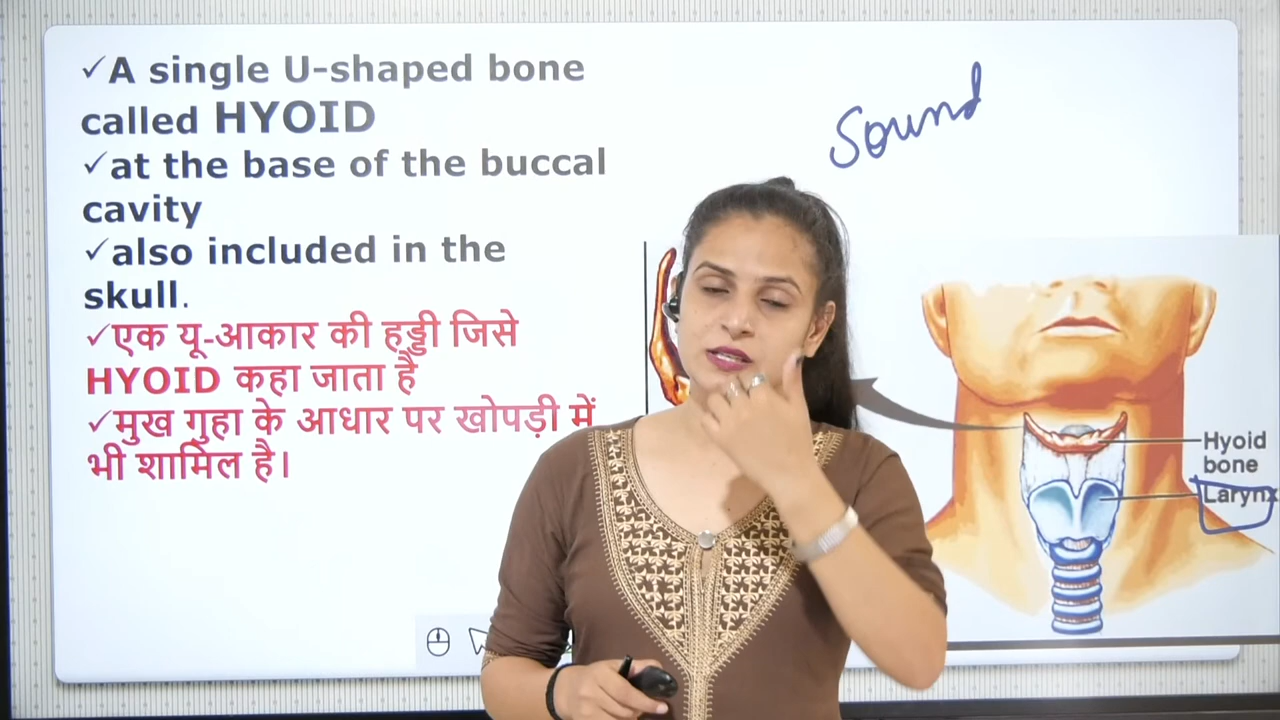 ✓A single U-shaped bone
called HYOID
✓at the base of the buccal
cavity
✓also included in the
skull.
✓एक यू-आकार की हड्डी जिसे
HYOID कहा जाता है
✓मुख गुहा के आधार पर खोपड़ी में
भी शामिल है।
Sound
Hyoid
bone
Larynx